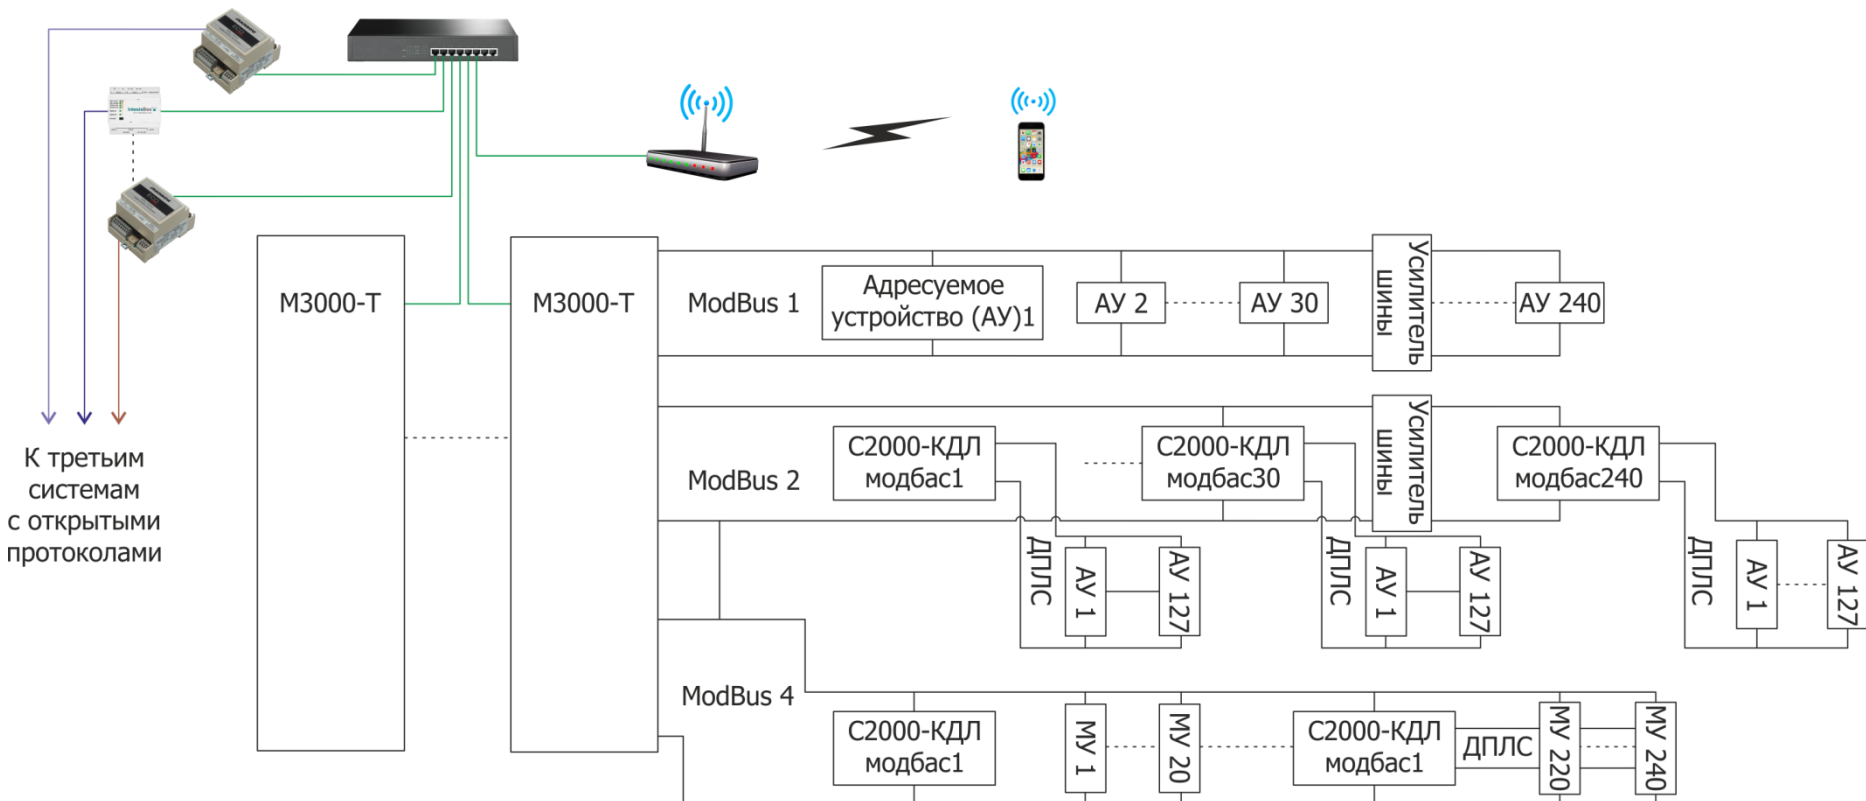 К третьим
системам
с открытыми
протоколами
М3000-Т
М3000-Т
ModBus 1
Адресуемое
устройство (АУ)1
АУ 2
АУ 30
Усилитель
шины
АУ 240
ModBus 2
С2000-КДЛ
модбас1
С2000-КДЛ
модбас30
Усилитель
шины
С2000-КДЛ
модбас240
ДПЛС
АУ 1
АУ 127
ДПЛС
АУ 1
АУ 127
ДПЛС
АУ 1
АУ 127
ModBus 4
С2000-КДЛ
модбас1
МУ 1
МУ 20
С2000-КДЛ
модбас1
ДПЛС
МУ 220
МУ 240